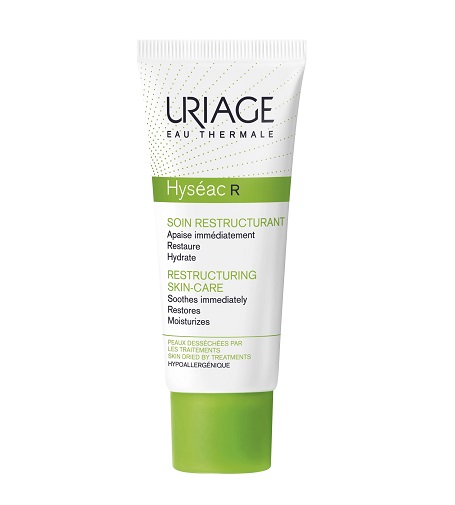 URIAGE
EAU THERMALE
Hyséac R
SOIN RESTRUCTURANT
Apaise immédiatement
Restaure
Hydrate
RESTRUCTURING
SKIN-CARE
Soothes immediately
Restores
Moisturizes
PEAUX DESSÉCHÉES PAR
LES TRAITEMENTS
SKIN DRIED BY TREATMENTS
HYPOALLERGÉNIQUE